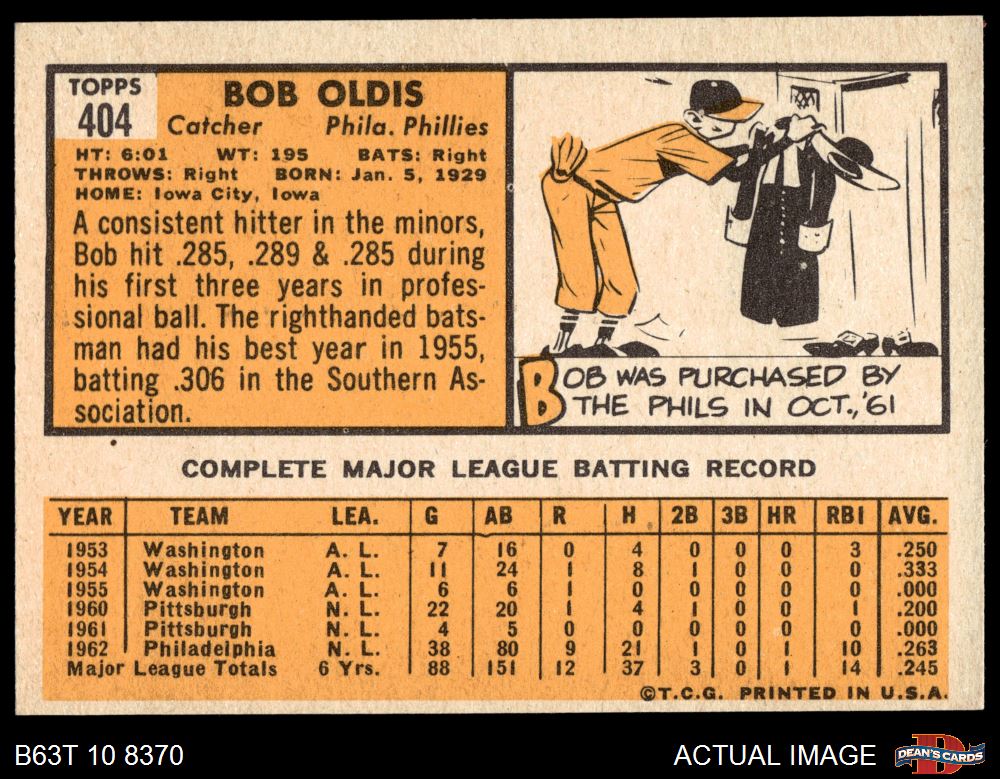 TOPPS
404
BOB OLDIS
Catcher Phila. Phillies
HT: 6:01 WT: 195 BATS: Right
THROWS: Right BORN: Jan. 5, 1929
HOME: Iowa City, Iowa
A consistent hitter in the minors,
Bob hit .285, .289 & .285 during
his first three years in profes-
sional ball. The righthanded bats-
man had his best year in 1955,
batting .306 in the Southern As-
sociation.
BOB WAS PURCHASED BY
THE PHILS IN OCT., '61
COMPLETE MAJOR LEAGUE BATTING RECORD
YEAR TEAM LEA. G AB R H 2B 3B HR RBI AVG.
1953 Washington A. L. 7 16 0 4 0 0 0 3 .250
1954 Washington A. L. 11 24 1 8 1 0 0 0 .333
1955 Washington A. L. 6 6 1 0 0 0 0 0 .000
1960 Pittsburgh N. L. 22 20 1 4 1 0 0 1 .200
1961 Pittsburgh N. L. 4 5 0 0 0 0 0 0 .000
1962 Philadelphia N. L. 38 80 9 21 1 0 1 10 .263
Major League Totals 6 Yrs. 88 151 12 37 3 0 1 14 .245
©T.C.G. PRINTED IN U.S.A.
B63T 10 8370 ACTUAL IMAGE DEAN'S CARDS